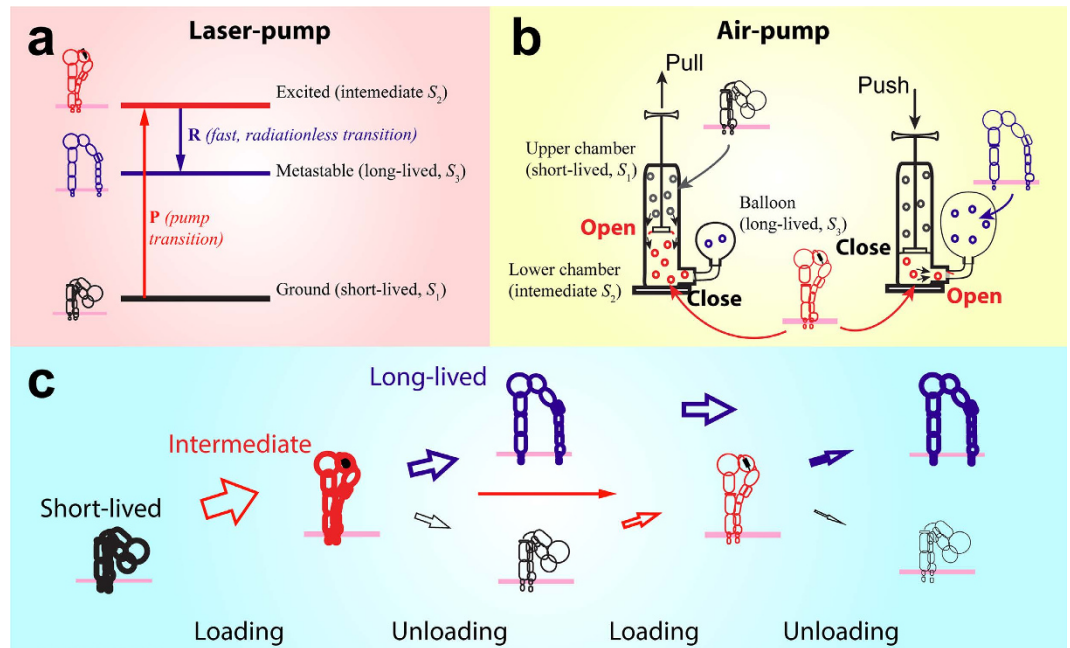 a
Laser-pump
Excited (intemediate S₂)
R (fast, radiationless transition)
Metastable (long-lived, S₃)
P (pump
transition)
Ground (short-lived, S₁)
b
Air-pump
Pull
Push
Upper chamber
(short-lived, S₁)
Open
Balloon
(long-lived, S₃)
Close
Lower chamber
(intemediate S₂)
Close
Open
c
Long-lived
Intermediate
Short-lived
Loading
Unloading
Loading
Unloading